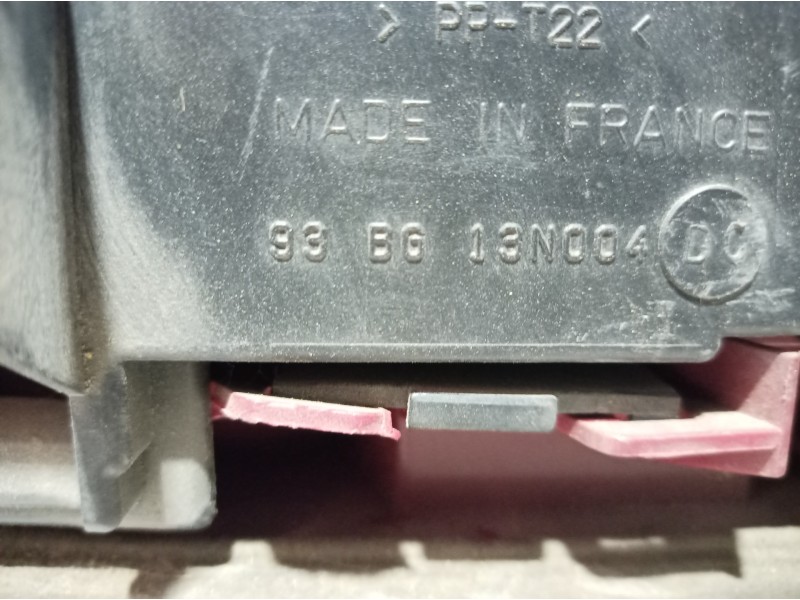 > PP-T22 <
MADE IN FRANCE
93 BG 13N004 DC